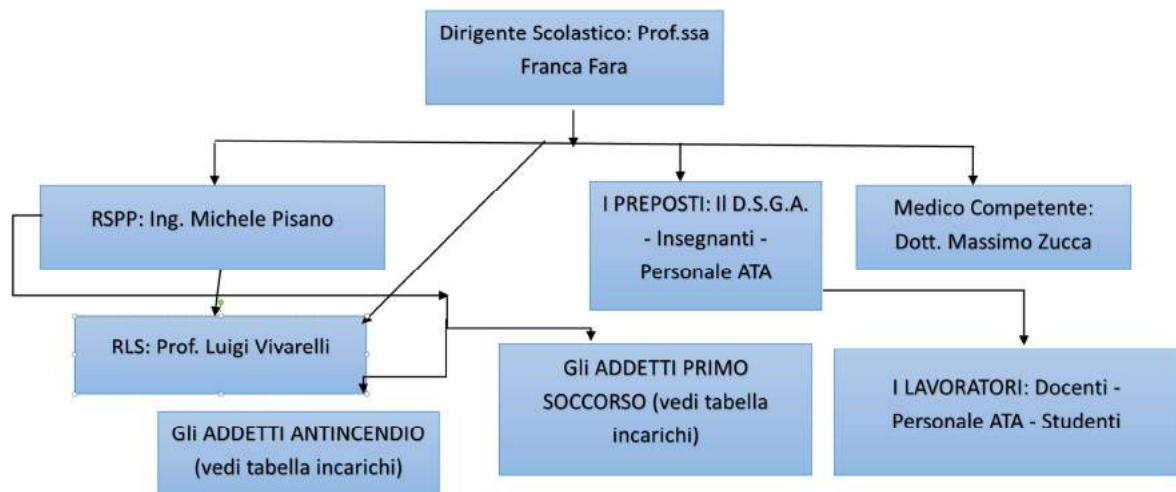 Dirigente Scolastico: Prof.ssa
Franca Fara
RSPP: Ing. Michele Pisano
I PREPOSTI: Il D.S.G.A.
- Insegnanti -
Personale ATA
Medico Competente:
Dott. Massimo Zucca
RLS: Prof. Luigi Vivarelli
Gli ADDETTI PRIMO
SOCCORSO (vedi tabella
incarichi)
I LAVORATORI: Docenti -
Personale ATA - Studenti
Gli ADDETTI ANTINCENDIO
(vedi tabella incarichi)